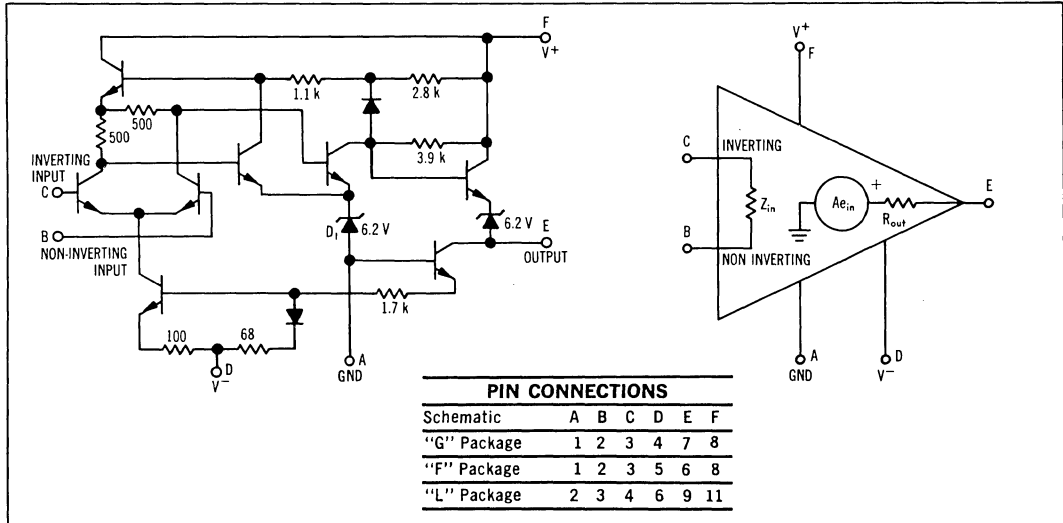 F
V+
1.1 k
2.8 k
500
500
3.9 k
INVERTING
INPUT
C
B
NON-INVERTING
INPUT
D1
6.2 V
6.2 V
E
OUTPUT
1.7 k
100
68
D
V−
A
GND
V+
F
C
INVERTING
Zin
Aein
+
Rout
E
B
NON INVERTING
A
GND
D
V−
PIN CONNECTIONS
Schematic A B C D E F
"G" Package 1 2 3 4 7 8
"F" Package 1 2 3 5 6 8
"L" Package 2 3 4 6 9 11